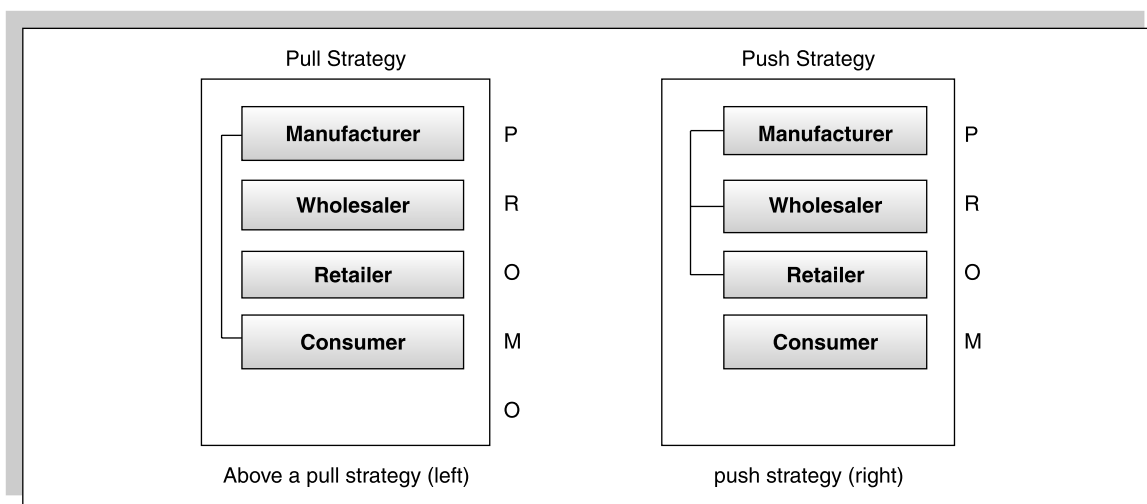 Pull Strategy
Manufacturer
Wholesaler
Retailer
Consumer
P
R
O
M
O
Above a pull strategy (left)
Push Strategy
Manufacturer
Wholesaler
Retailer
Consumer
P
R
O
M
push strategy (right)